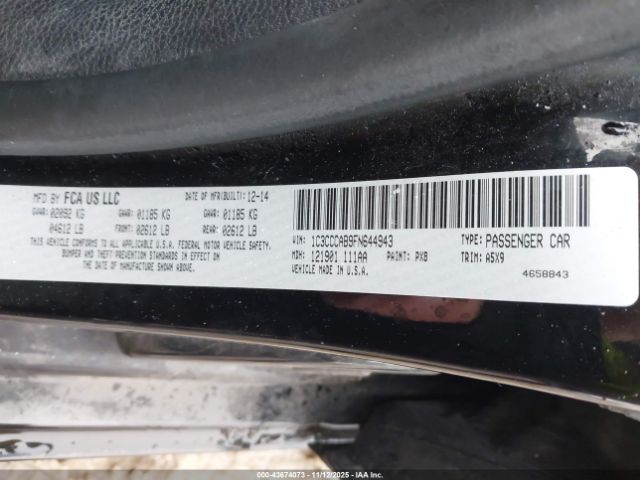 MFD BY FCA US LLC DATE OF MFR(BUILT): 12-14
GVWR: 02092 KG GAWR: 01185 KG GAWR: 01185 KG
04612 LB FRONT: 02612 LB REAR: 02612 LB
THIS VEHICLE CONFORMS TO ALL APPLICABLE U.S.A. FEDERAL MOTOR VEHICLE SAFETY,
BUMPER AND THEFT PREVENTION STANDARDS IN EFFECT ON
THE DATE OF MANUFACTURE SHOWN ABOVE.
VIN: 1C3CCCAB9FN644943 TYPE: PASSENGER CAR
MDH: 121901 111AA PAINT: PX8 TRIM: A5X9
VEHICLE MADE IN U.S.A. 4658843
000-43674073 - 11/12/2025 - IAAI.COM